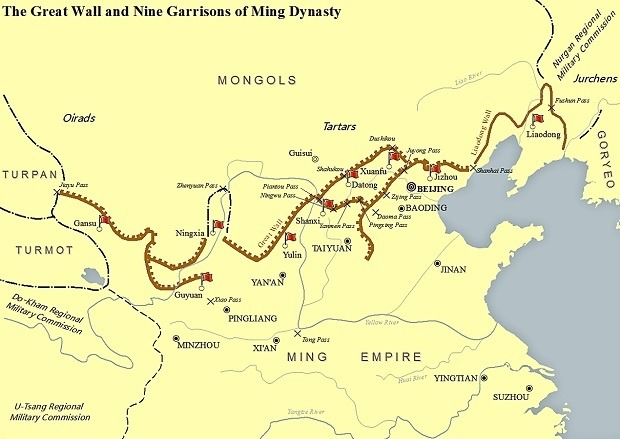 The Great Wall and Nine Garrisons of Ming Dynasty
Nurgan Regional
Military Commission
MONGOLS
Liao River
Jurchens
Fushun Pass
Oirads
Tartars
Liaodong Wall
Liaodong
GORYEO
Dushikou
Juyong Pass
Guisui
Shahukou
Xuanfu
Jizhou
Shanhai Pass
TURPAN
Jiayu Pass
Zhenyuan Pass
Piantou Pass
Datong
BEIJING
Ningwu Pass
Zijing Pass
Gansu
Shanxi
BAODING
Daoma Pass
Yanmen Pass
Pingxing Pass
Ningxia
Great Wall
TURMOT
Yulin
TAIYUAN
JINAN
YAN'AN
Guyuan
Xiao Pass
Do-Kham Regional
Military Commission
PINGLIANG
Yellow River
MINZHOU
XI'AN
Tong Pass
MING EMPIRE
Huai River
YINGTIAN
SUZHOU
U-Tsang Regional
Military Commission
Yangtze River